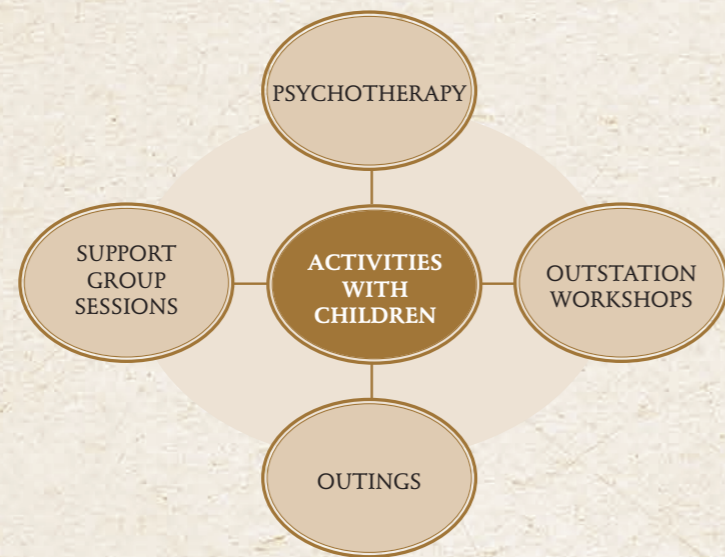 PSYCHOTHERAPY
SUPPORT
GROUP
SESSIONS
ACTIVITIES
WITH
CHILDREN
OUTSTATION
WORKSHOPS
OUTINGS